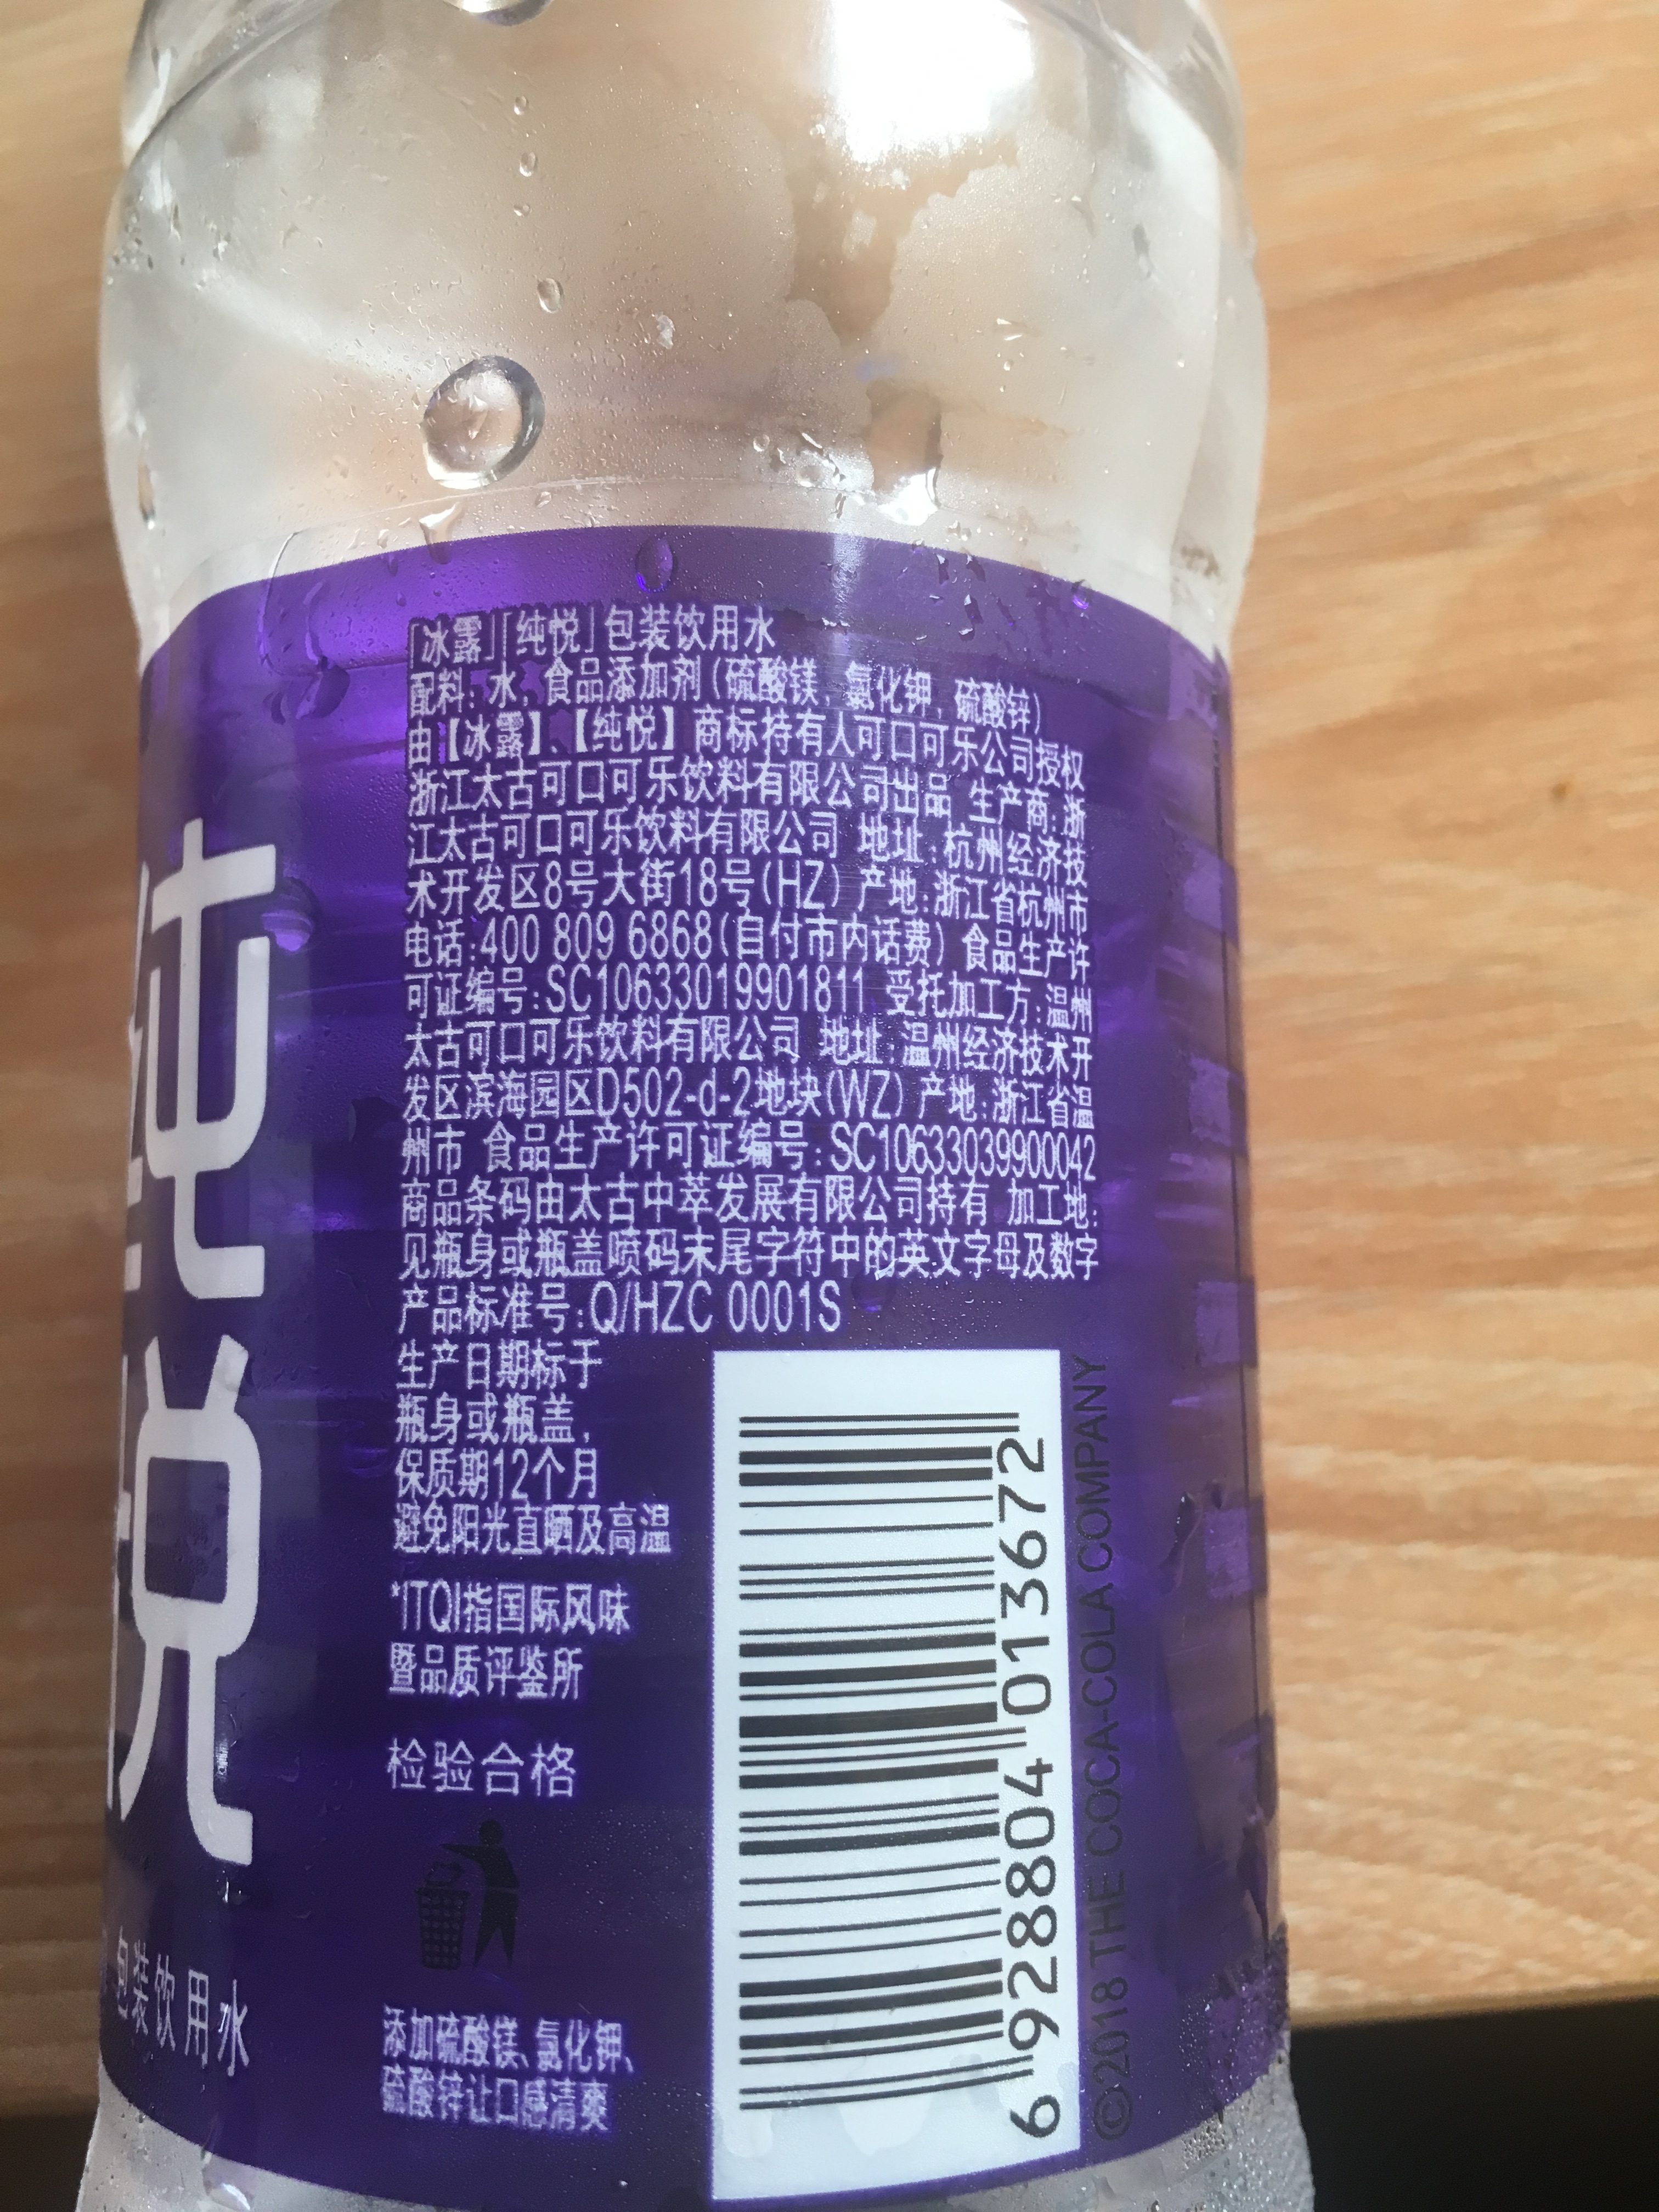 「冰露」「纯悦」包装饮用水
配料:水,食品添加剂(硫酸镁,氯化钾,硫酸锌)
由【冰露】、【纯悦】商标持有人可口可乐公司授权
浙江太古可口可乐饮料有限公司出品 生产商:浙
江太古可口可乐饮料有限公司 地址:杭州经济技
术开发区8号大街18号(HZ) 产地:浙江省杭州市
电话:400 809 6868(自付市内话费) 食品生产许
可证编号:SC10633019901811 受托加工方:温州
太古可口可乐饮料有限公司 地址:温州经济技术开
发区滨海园区D502-d-2地块(WZ) 产地:浙江省温
州市 食品生产许可证编号:SC10633039900042
商品条码由太古中萃发展有限公司持有 加工地:
见瓶身或瓶盖喷码末尾字符中的英文字母及数字
产品标准号:Q/HZC 0001S
生产日期标于
瓶身或瓶盖,
保质期12个月
避免阳光直晒及高温
*ITQI指国际风味
暨品质评鉴所
检验合格
添加硫酸镁、氯化钾、
硫酸锌让口感清爽
6 928804 013672
©2018 THE COCA-COLA COMPANY
纯悦
包装饮用水